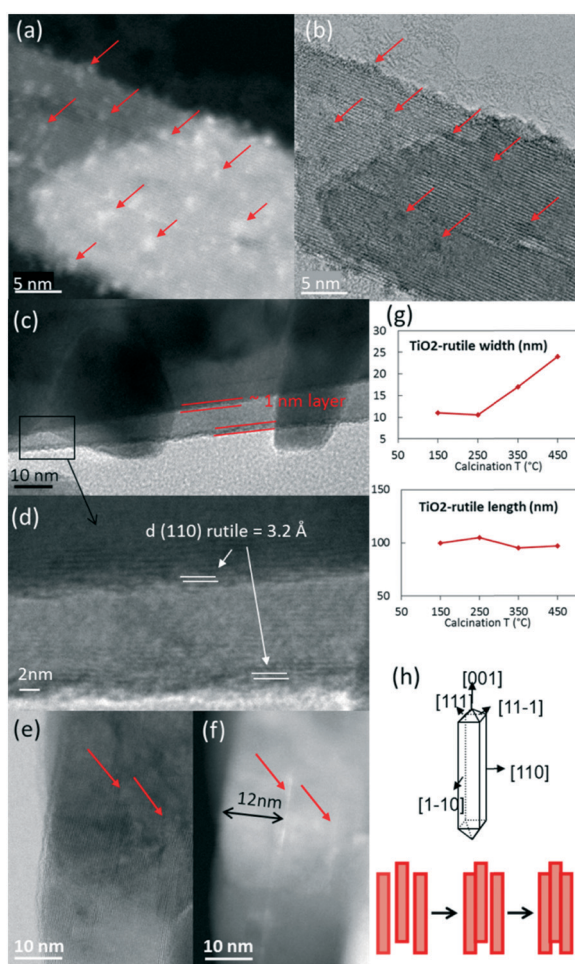 (a)
(b)
5 nm
5 nm
(c)
1 nm layer
10 nm
(d)
d (110) rutile = 3.2 Å
2nm
(e)
(f)
12nm
10 nm
10 nm
(g)
TiO2-rutile width (nm)
30
25
20
15
10
5
50 150 250 350 450
Calcination T (°C)
TiO2-rutile length (nm)
150
100
50
50 150 250 350 450
Calcination T (°C)
(h)
[001]
[111]
[11-1]
[110]
[1-10]